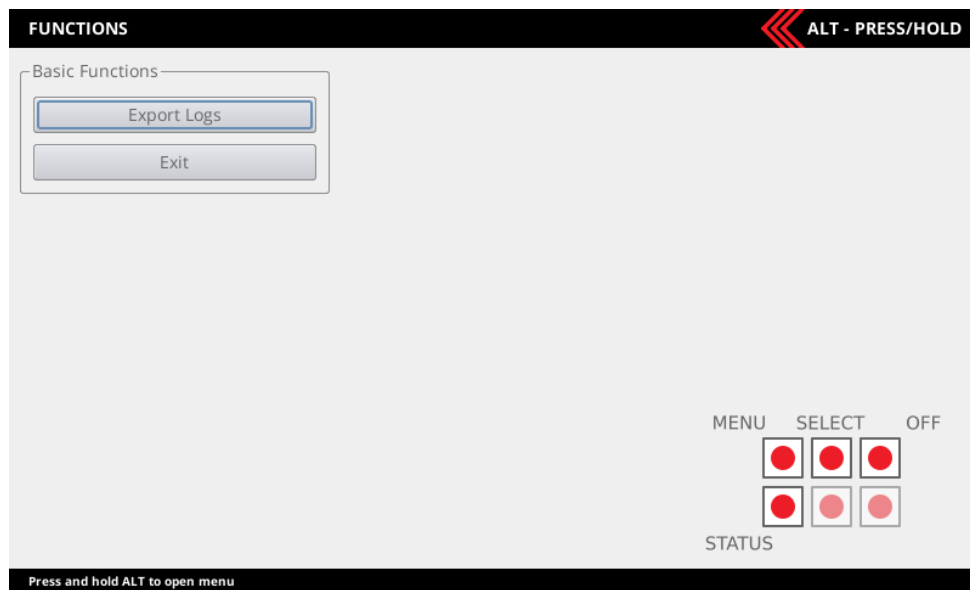 FUNCTIONS
ALT - PRESS/HOLD
Basic Functions
Export Logs
Exit
MENU SELECT OFF
STATUS
Press and hold ALT to open menu